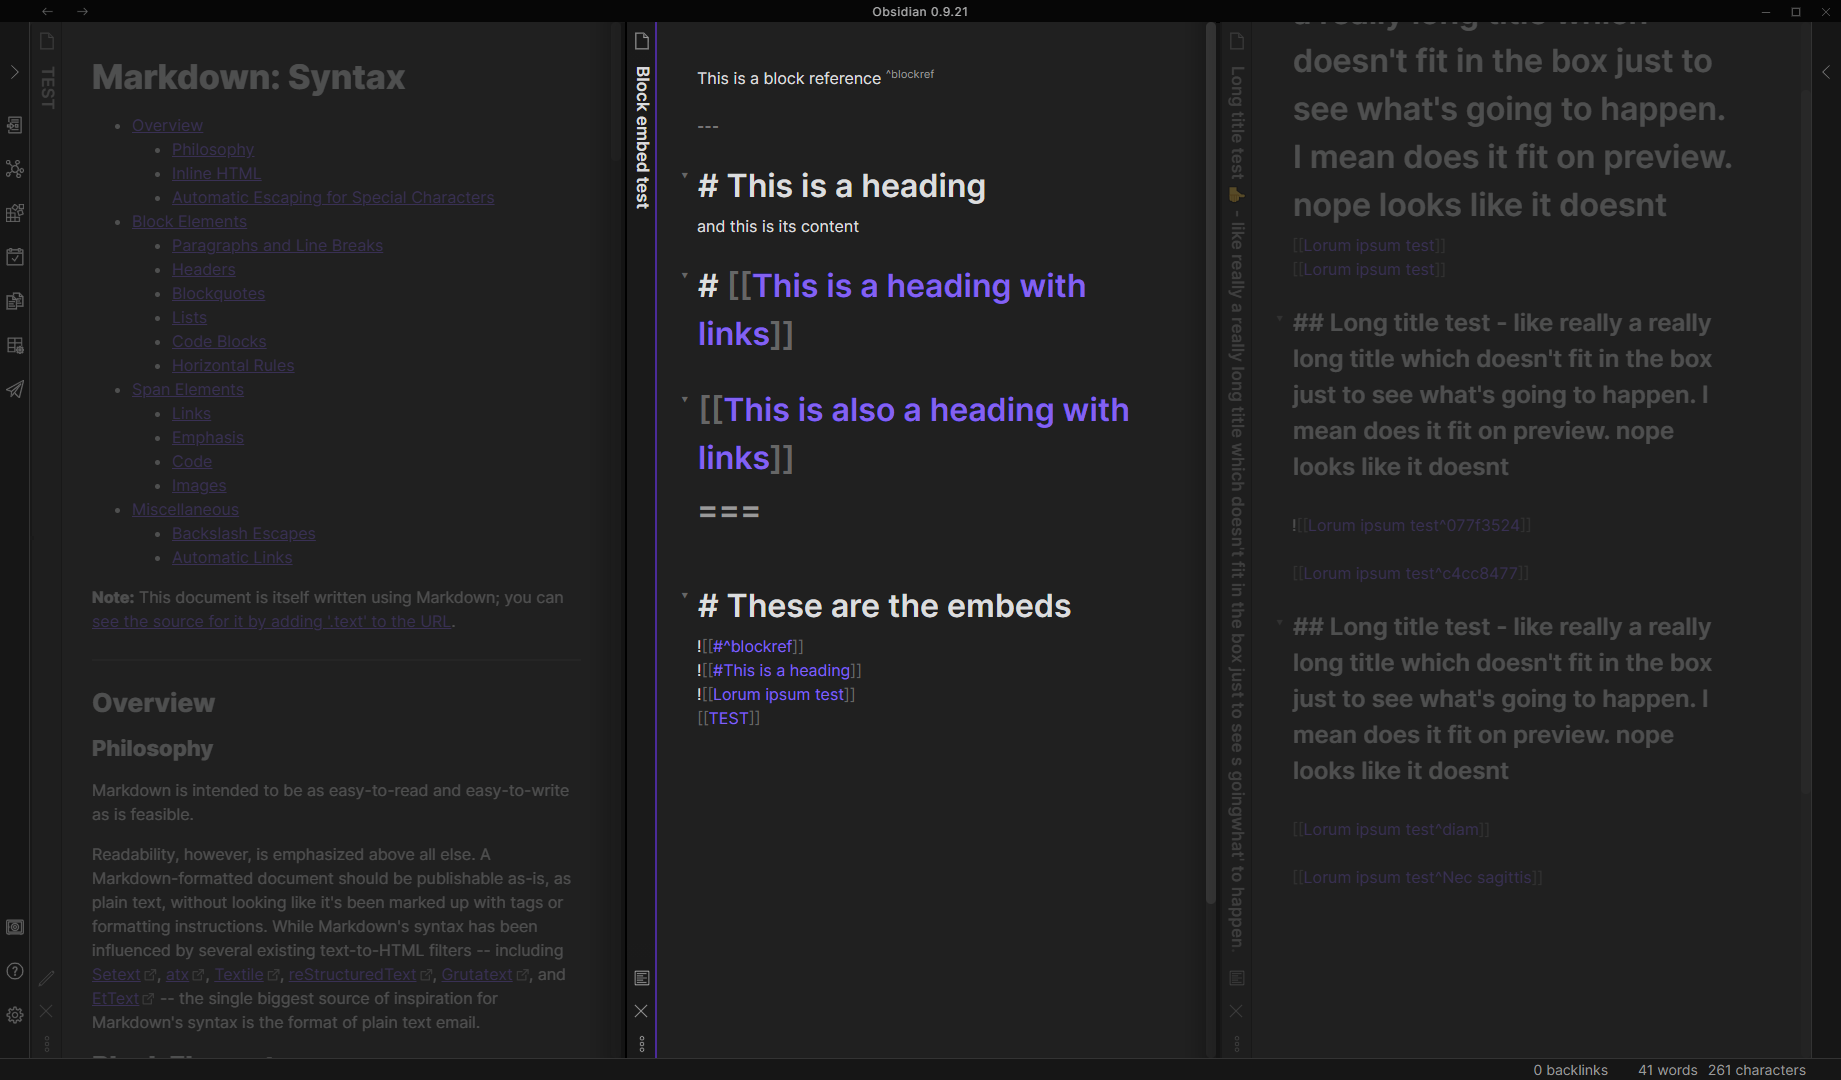 Obsidian 0.9.21
TEST
Markdown: Syntax
Overview
Philosophy
Inline HTML
Automatic Escaping for Special Characters
Block Elements
Paragraphs and Line Breaks
Headers
Blockquotes
Lists
Code Blocks
Horizontal Rules
Span Elements
Links
Emphasis
Code
Images
Miscellaneous
Backslash Escapes
Automatic Links
Note: This document is itself written using Markdown; you can
see the source for it by adding '.text' to the URL.
Overview
Philosophy
Markdown is intended to be as easy-to-read and easy-to-write
as is feasible.
Readability, however, is emphasized above all else. A
Markdown-formatted document should be publishable as-is, as
plain text, without looking like it's been marked up with tags or
formatting instructions. While Markdown's syntax has been
influenced by several existing text-to-HTML filters -- including
Setext, atx, Textile, reStructuredText, Grutatext, and
EtText -- the single biggest source of inspiration for
Markdown's syntax is the format of plain text email.
Block embed test
This is a block reference ^blockref
---
# This is a heading
and this is its content
# [[This is a heading with
links]]
[[This is also a heading with
links]]
===
# These are the embeds
![[#^blockref]]
![[#This is a heading]]
![[Lorum ipsum test]]
[[TEST]]
Long title test 👍 - like really a really long title which doesn't fit in the box just to see s goingwhat' to happen.
a really long title which
doesn't fit in the box just to
see what's going to happen.
I mean does it fit on preview.
nope looks like it doesnt
[[Lorum ipsum test]]
[[Lorum ipsum test]]
## Long title test - like really a really
long title which doesn't fit in the box
just to see what's going to happen. I
mean does it fit on preview. nope
looks like it doesnt
![[Lorum ipsum test^077f3524]]
[[Lorum ipsum test^c4cc8477]]
## Long title test - like really a really
long title which doesn't fit in the box
just to see what's going to happen. I
mean does it fit on preview. nope
looks like it doesnt
[[Lorum ipsum test^diam]]
[[Lorum ipsum test^Nec sagittis]]
0 backlinks 41 words 261 characters